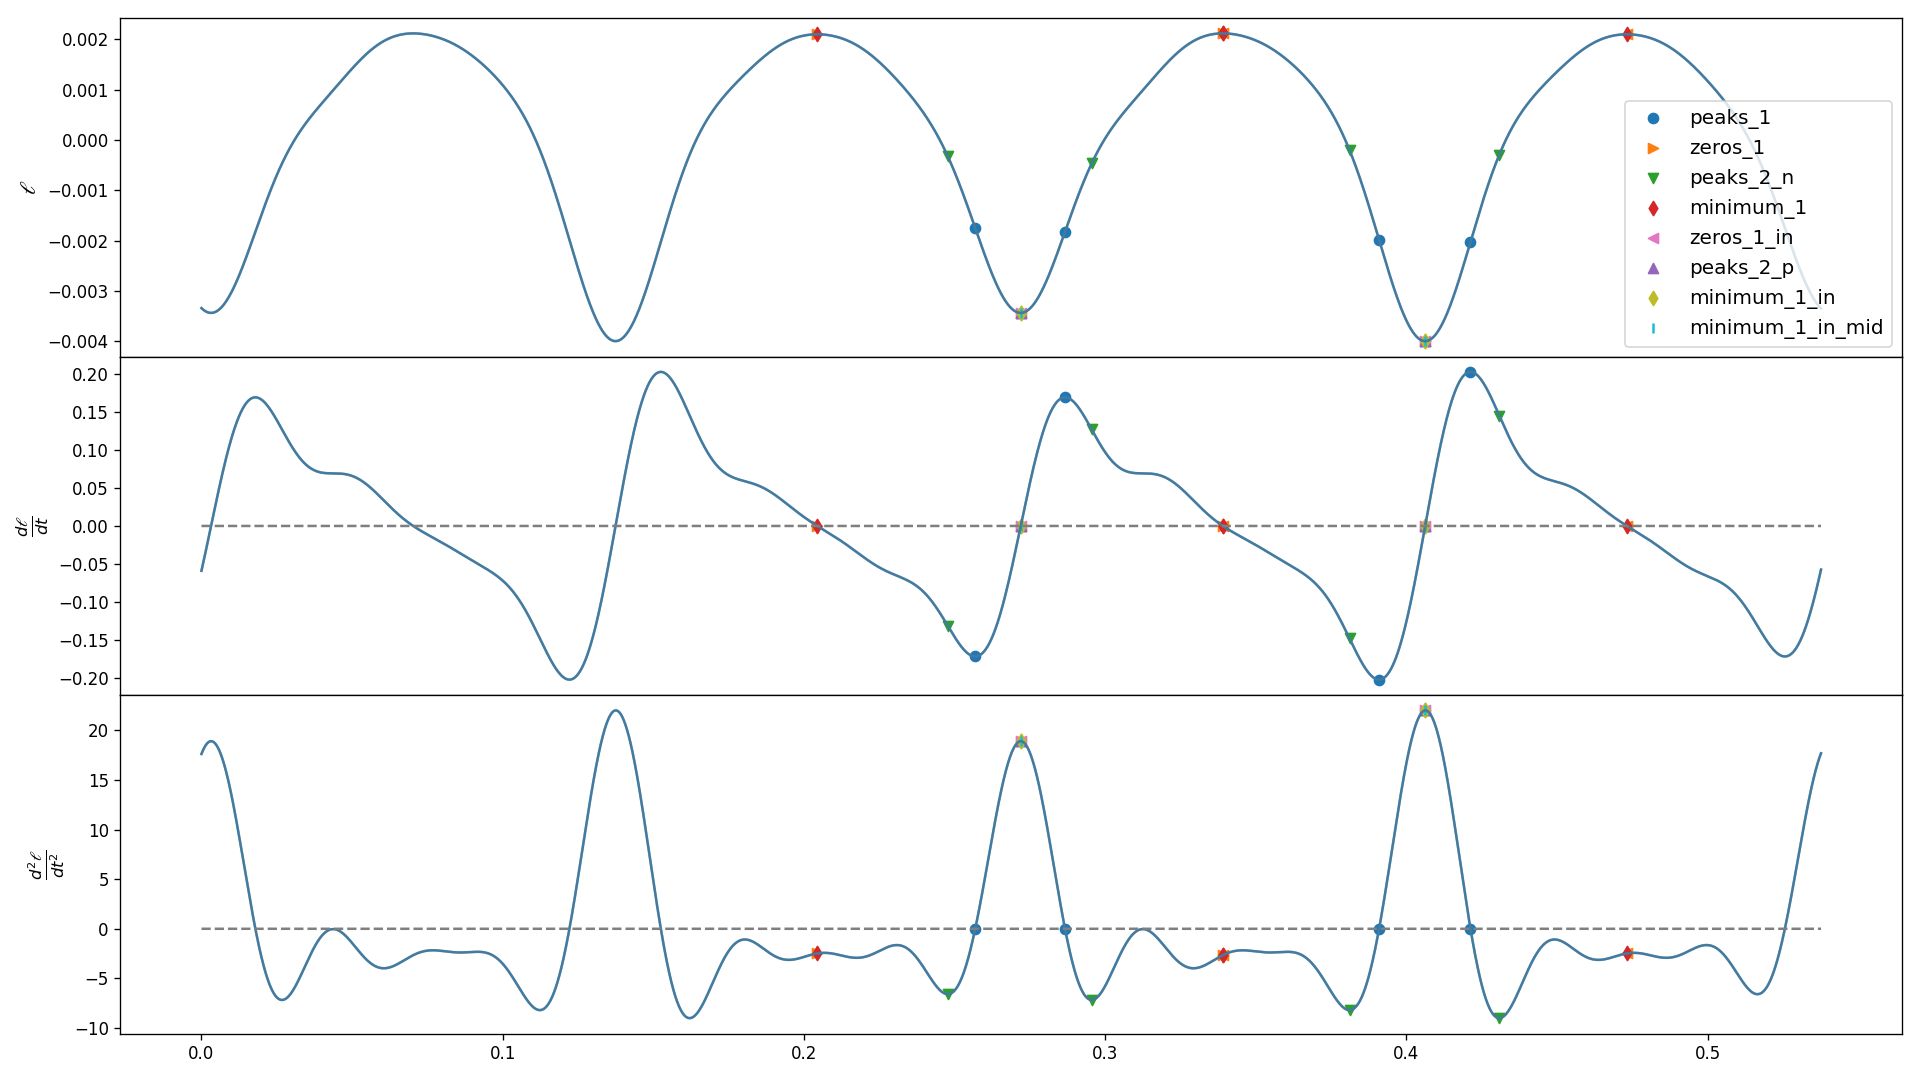 0.002
0.001
0.000
−0.001
−0.002
−0.003
−0.004
ℓ
peaks_1
zeros_1
peaks_2_n
minimum_1
zeros_1_in
peaks_2_p
minimum_1_in
minimum_1_in_mid
0.20
0.15
0.10
0.05
0.00
−0.05
−0.10
−0.15
−0.20
dℓ
dt
20
15
10
5
0
−5
−10
d²ℓ
dt²
0.0 0.1 0.2 0.3 0.4 0.5